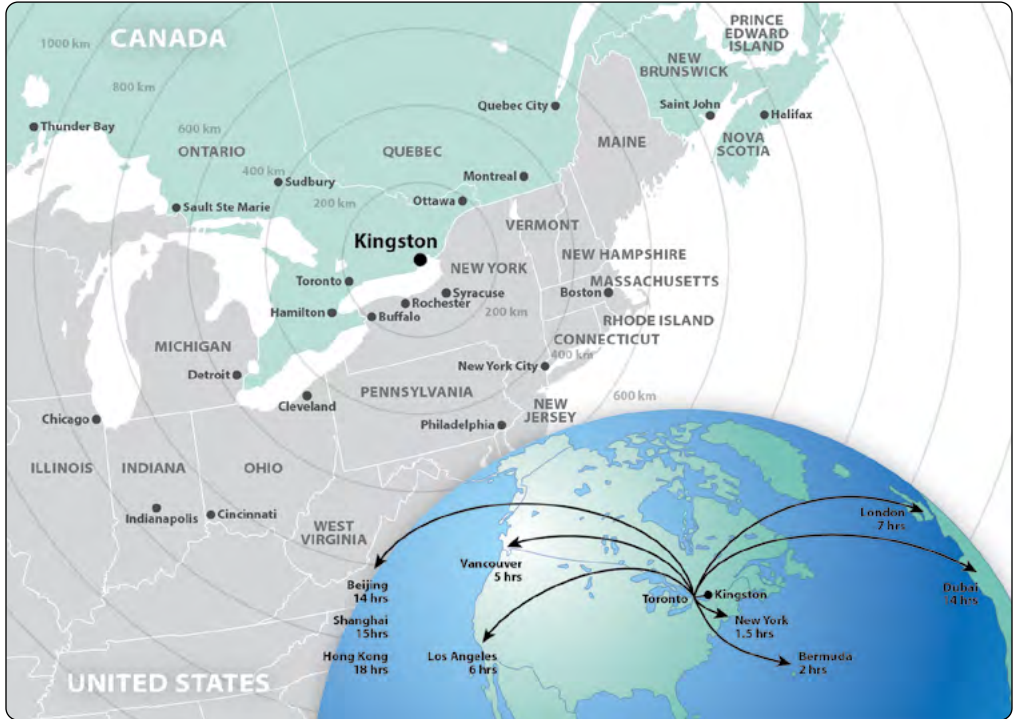 PRINCE
EDWARD
ISLAND
1000 km
CANADA
NEW
BRUNSWICK
800 km
Quebec City
Saint John
Halifax
Thunder Bay
600 km
MAINE
NOVA
SCOTIA
ONTARIO
QUEBEC
400 km
Sudbury
Montreal
200 km
Ottawa
Sault Ste Marie
VERMONT
Kingston
NEW HAMPSHIRE
NEW YORK
Toronto
MASSACHUSETTS
Syracuse
Boston
Rochester
Hamilton
Buffalo
200 km
RHODE ISLAND
CONNECTICUT
MICHIGAN
400 km
New York City
Detroit
PENNSYLVANIA
Cleveland
600 km
NEW
JERSEY
Chicago
Philadelphia
ILLINOIS
INDIANA
OHIO
Indianapolis
Cincinnati
WEST
VIRGINIA
London
7 hrs
Vancouver
5 hrs
Beijing
14 hrs
Dubai
14 hrs
Toronto
Kingston
Shanghai
15hrs
New York
1.5 hrs
Hong Kong
18 hrs
Los Angeles
6 hrs
Bermuda
2 hrs
UNITED STATES